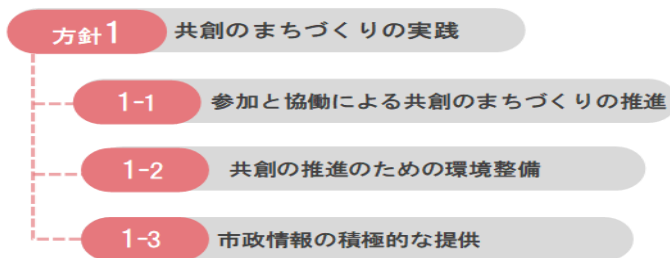 方針1 共創のまちづくりの実践
1-1 参加と協働による共創のまちづくりの推進
1-2 共創の推進のための環境整備
1-3 市政情報の積極的な提供